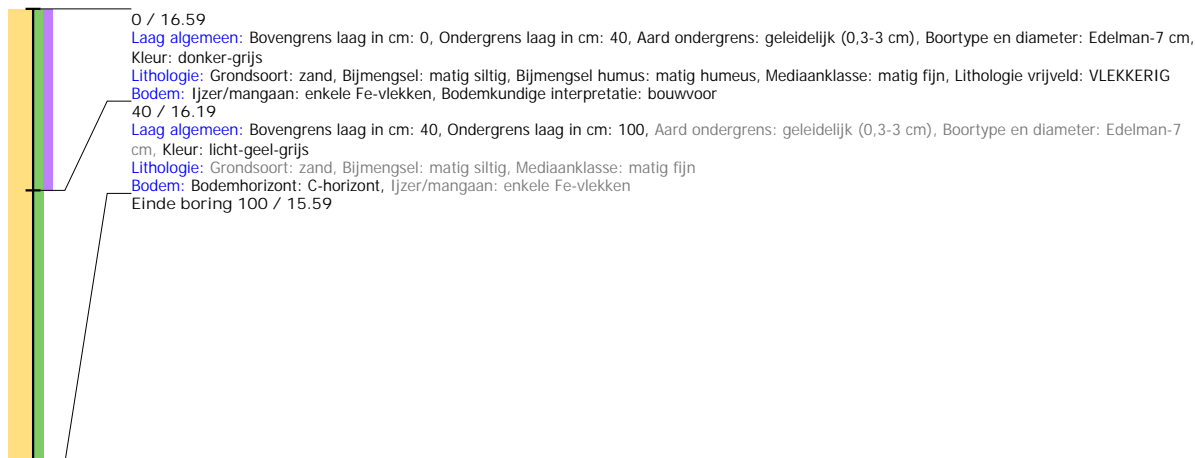 0 / 16.59
Laag algemeen: Bovengrens laag in cm: 0, Ondergrens laag in cm: 40, Aard ondergrens: geleidelijk (0,3-3 cm), Boortype en diameter: Edelman-7 cm,
Kleur: donker-grijs
Lithologie: Grondsoort: zand, Bijmengsel: matig siltig, Bijmengsel humus: matig humeus, Mediaanklasse: matig fijn, Lithologie vrijveld: VLEKKERIG
Bodem: Ijzer/mangaan: enkele Fe-vlekken, Bodemkundige interpretatie: bouwvoor
40 / 16.19
Laag algemeen: Bovengrens laag in cm: 40, Ondergrens laag in cm: 100, Aard ondergrens: geleidelijk (0,3-3 cm), Boortype en diameter: Edelman-7
cm, Kleur: licht-geel-grijs
Lithologie: Grondsoort: zand, Bijmengsel: matig siltig, Mediaanklasse: matig fijn
Bodem: Bodemhorizont: C-horizont, Ijzer/mangaan: enkele Fe-vlekken
Einde boring 100 / 15.59